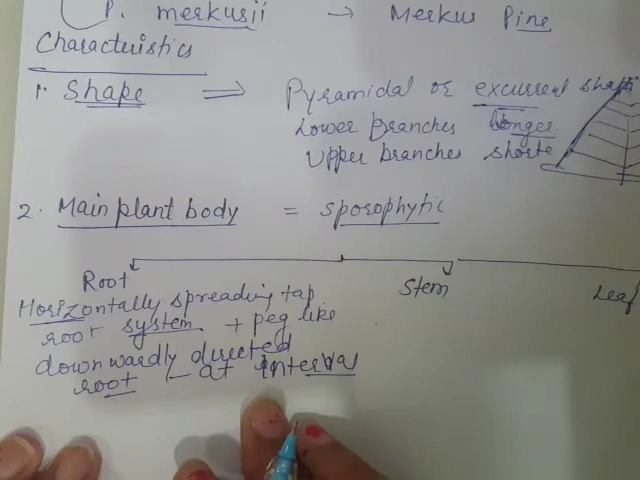 P. merkusii → Merkus Pine
Characteristics
1. Shape ⇒ Pyramidal or excurrent shape
Lower branches longer
Upper branches shorte
2. Main plant body = sporophytic
Root Stem Leaf
Horizontally spreading tap
root system + peg like
downwardly directed
root – at interval